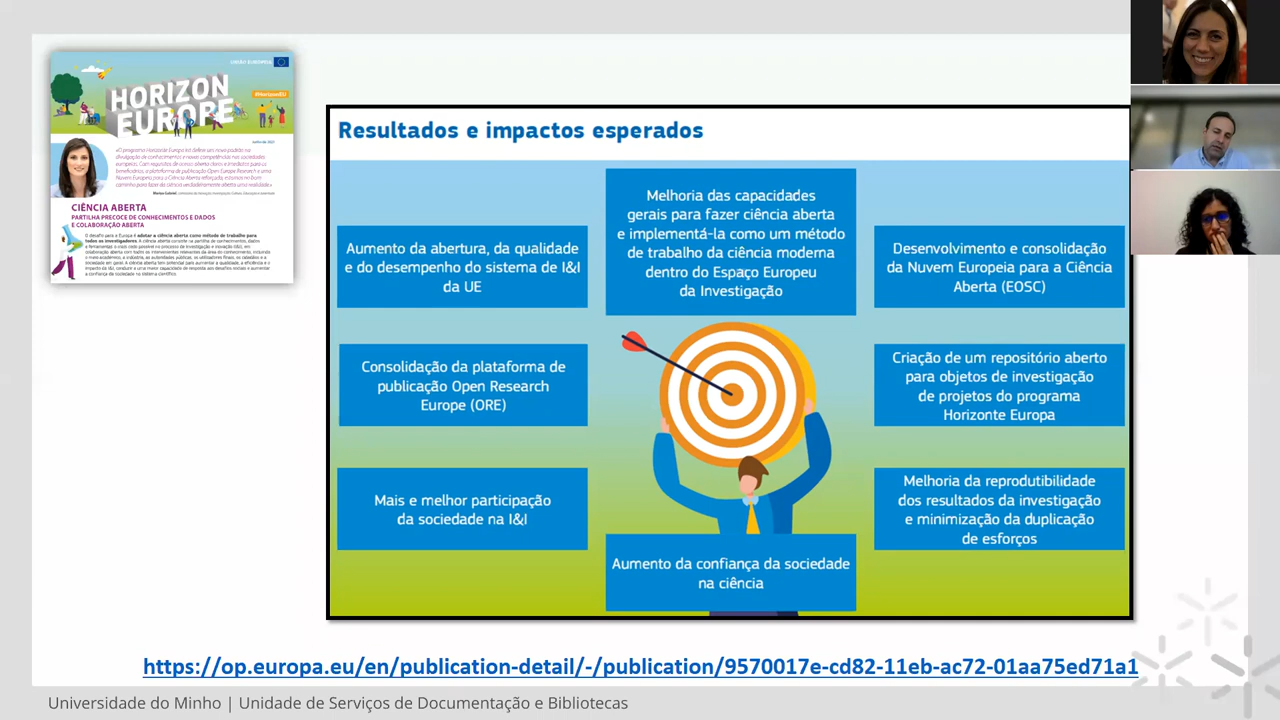 UNIÃO EUROPEIA
HORIZON
EUROPE
#HorizonEU
CIÊNCIA ABERTA
PARTILHA PRECOCE DE CONHECIMENTOS E DADOS
E COLABORAÇÃO ABERTA
Resultados e impactos esperados
Aumento da abertura, da qualidade
e do desempenho do sistema de I&I
da UE
Melhoria das capacidades
gerais para fazer ciência aberta
e implementá-la como um método
de trabalho da ciência moderna
dentro do Espaço Europeu
da Investigação
Desenvolvimento e consolidação
da Nuvem Europeia para a Ciência
Aberta (EOSC)
Consolidação da plataforma de
publicação Open Research
Europe (ORE)
Criação de um repositório aberto
para objetos de investigação
de projetos do programa
Horizonte Europa
Mais e melhor participação
da sociedade na I&I
Melhoria da reprodutibilidade
dos resultados da investigação
e minimização da duplicação
de esforços
Aumento da confiança da sociedade
na ciência
https://op.europa.eu/en/publication-detail/-/publication/9570017e-cd82-11eb-ac72-01aa75ed71a1
Universidade do Minho | Unidade de Serviços de Documentação e Bibliotecas